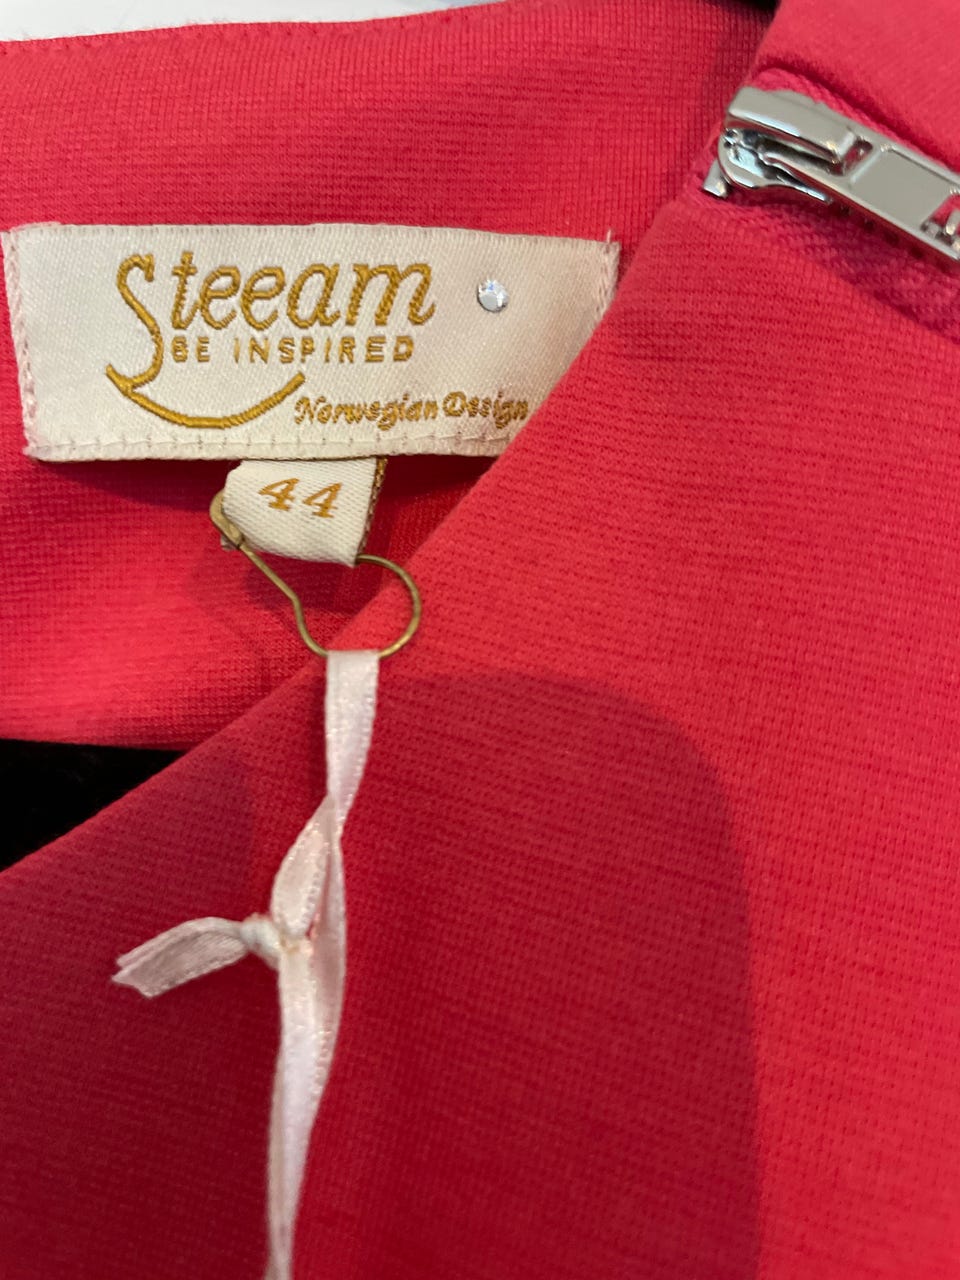 Steeam
BE INSPIRED
Norwegian Design
44